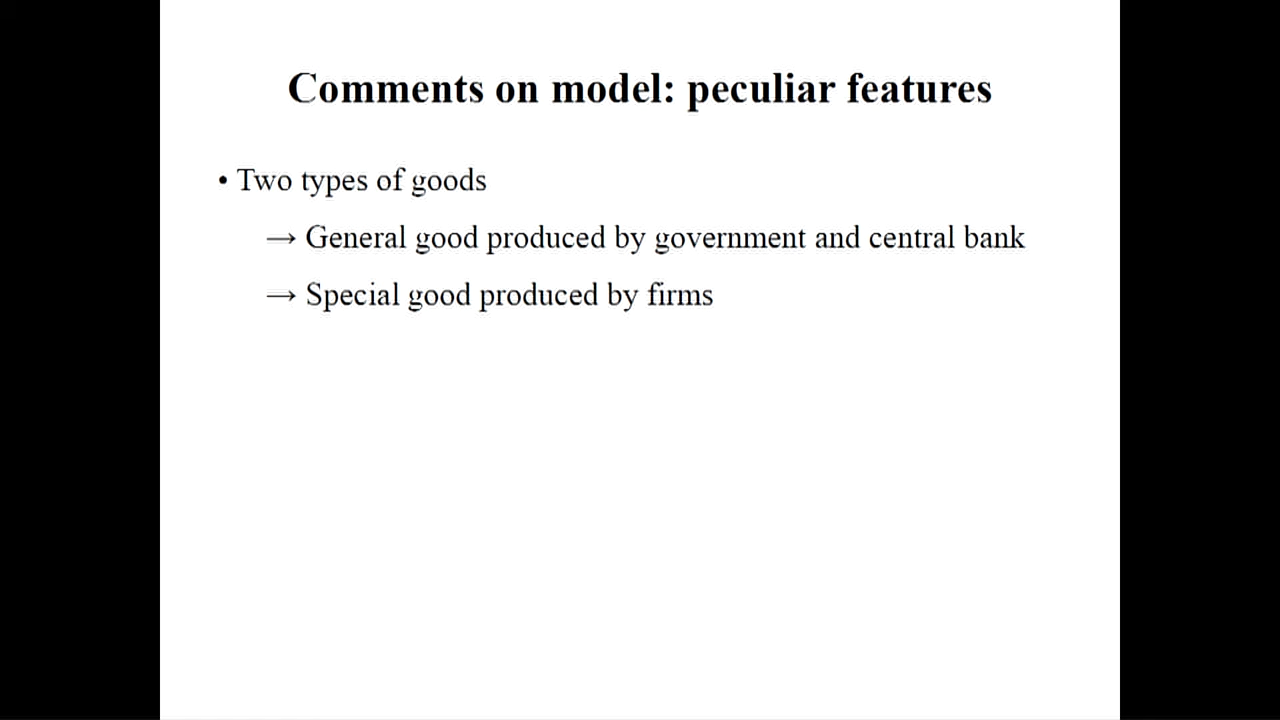 Comments on model: peculiar features
• Two types of goods
→ General good produced by government and central bank
→ Special good produced by firms